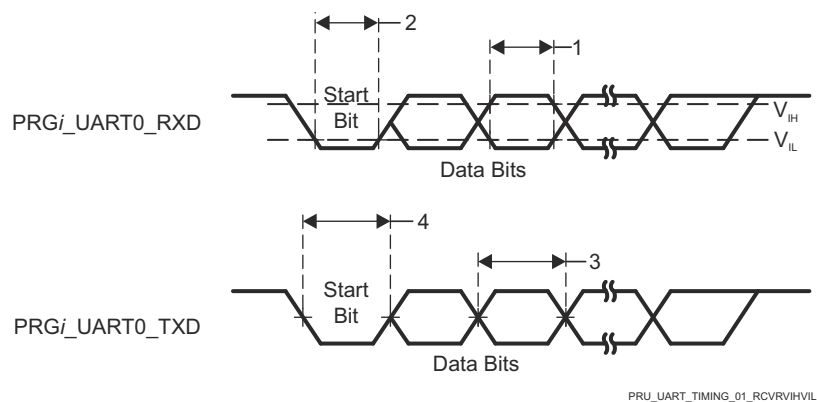 2
1
Start
Bit
PRGi_UART0_RXD
VIH
VIL
Data Bits
4
3
Start
Bit
PRGi_UART0_TXD
Data Bits
PRU_UART_TIMING_01_RCVRVIHVIL